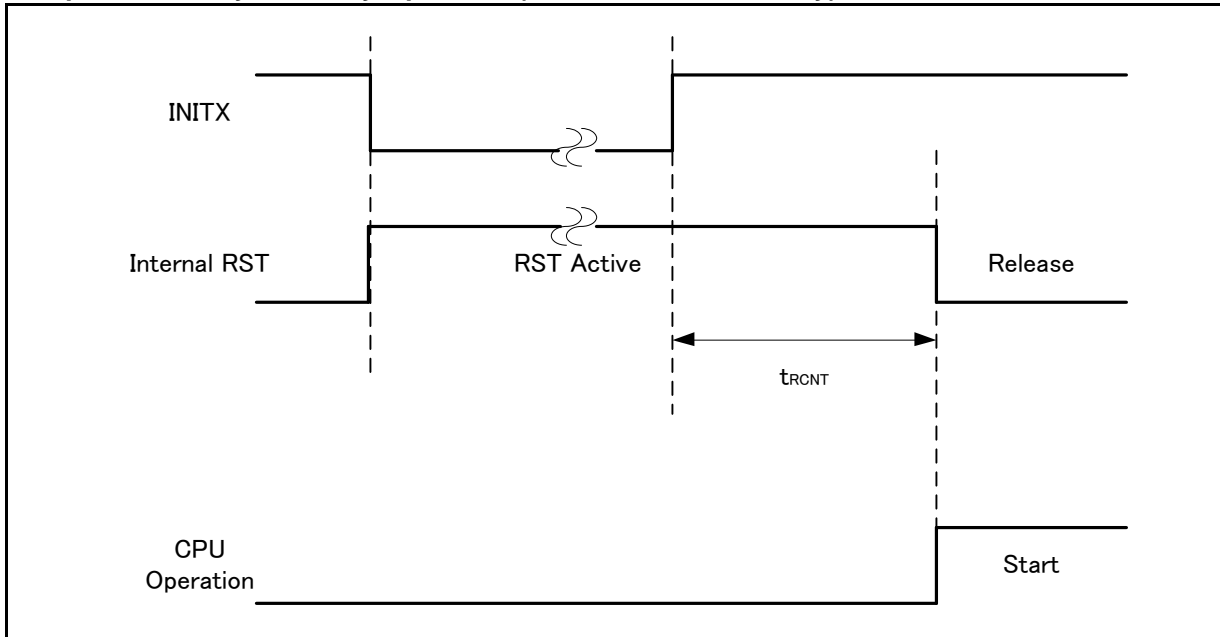 INITX
Internal RST
RST Active
Release
tRCNT
CPU
Operation
Start